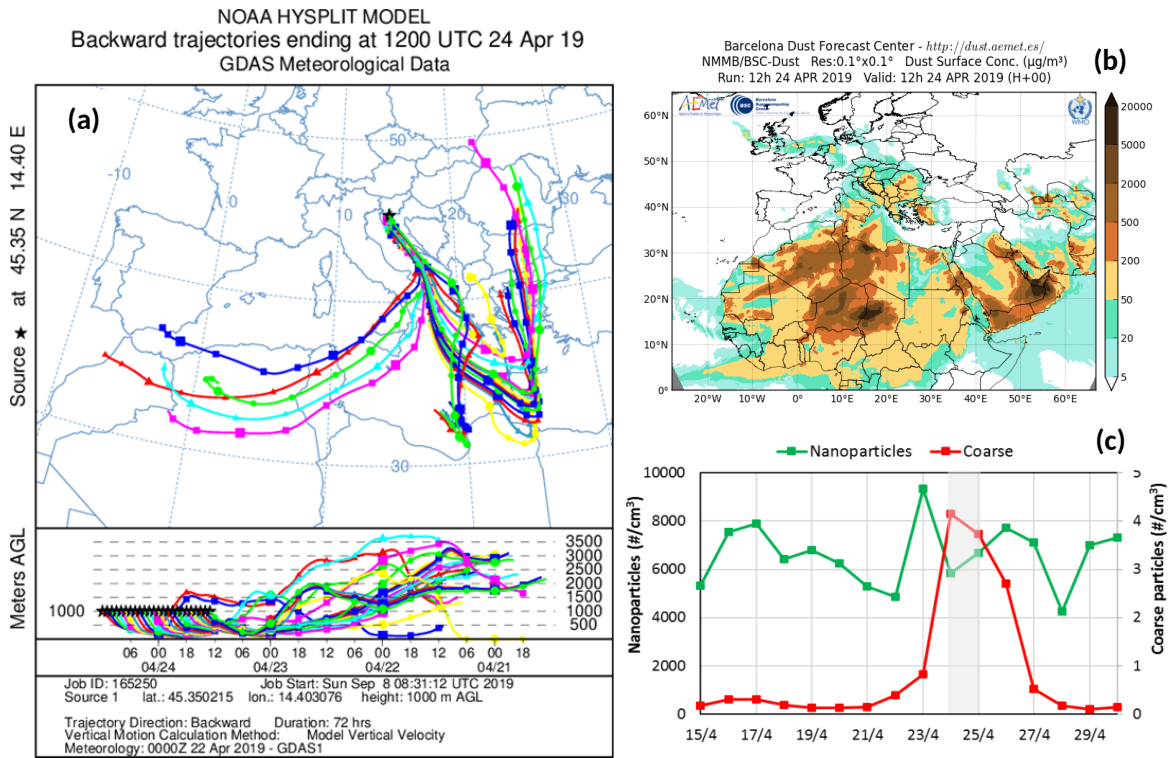 NOAA HYSPLIT MODEL
Backward trajectories ending at 1200 UTC 24 Apr 19
GDAS Meteorological Data
(a)
Source ★ at 45.35 N 14.40 E
-10
0
10
20
30
50
30
Meters AGL
1000
3500
3000
2500
2000
1500
1000
500
06 00 18 12 06 00 18 12 06 00 18 12 06 00 18
04/24 04/23 04/22 04/21
Job ID: 165250 Job Start: Sun Sep 8 08:31:12 UTC 2019
Source 1 lat.: 45.350215 lon.: 14.403076 height: 1000 m AGL
Trajectory Direction: Backward Duration: 72 hrs
Vertical Motion Calculation Method: Model Vertical Velocity
Meteorology: 0000Z 22 Apr 2019 - GDAS1
Barcelona Dust Forecast Center - http://dust.aemet.es/
NMMB/BSC-Dust Res:0.1°x0.1° Dust Surface Conc. (μg/m³)
Run: 12h 24 APR 2019 Valid: 12h 24 APR 2019 (H+00)
(b)
AEMet
BSC
Barcelona
Supercomputing
Center
WMO
60°N
50°N
40°N
30°N
20°N
10°N
0°
20°W 10°W 0° 10°E 20°E 30°E 40°E 50°E 60°E
20000
5000
2000
500
200
50
20
5
(c)
Nanoparticles Coarse
Nanoparticles (#/cm³)
10000
8000
6000
4000
2000
0
5
4
3
2
1
0
Coarse particles (#/cm³)
15/4 17/4 19/4 21/4 23/4 25/4 27/4 29/4